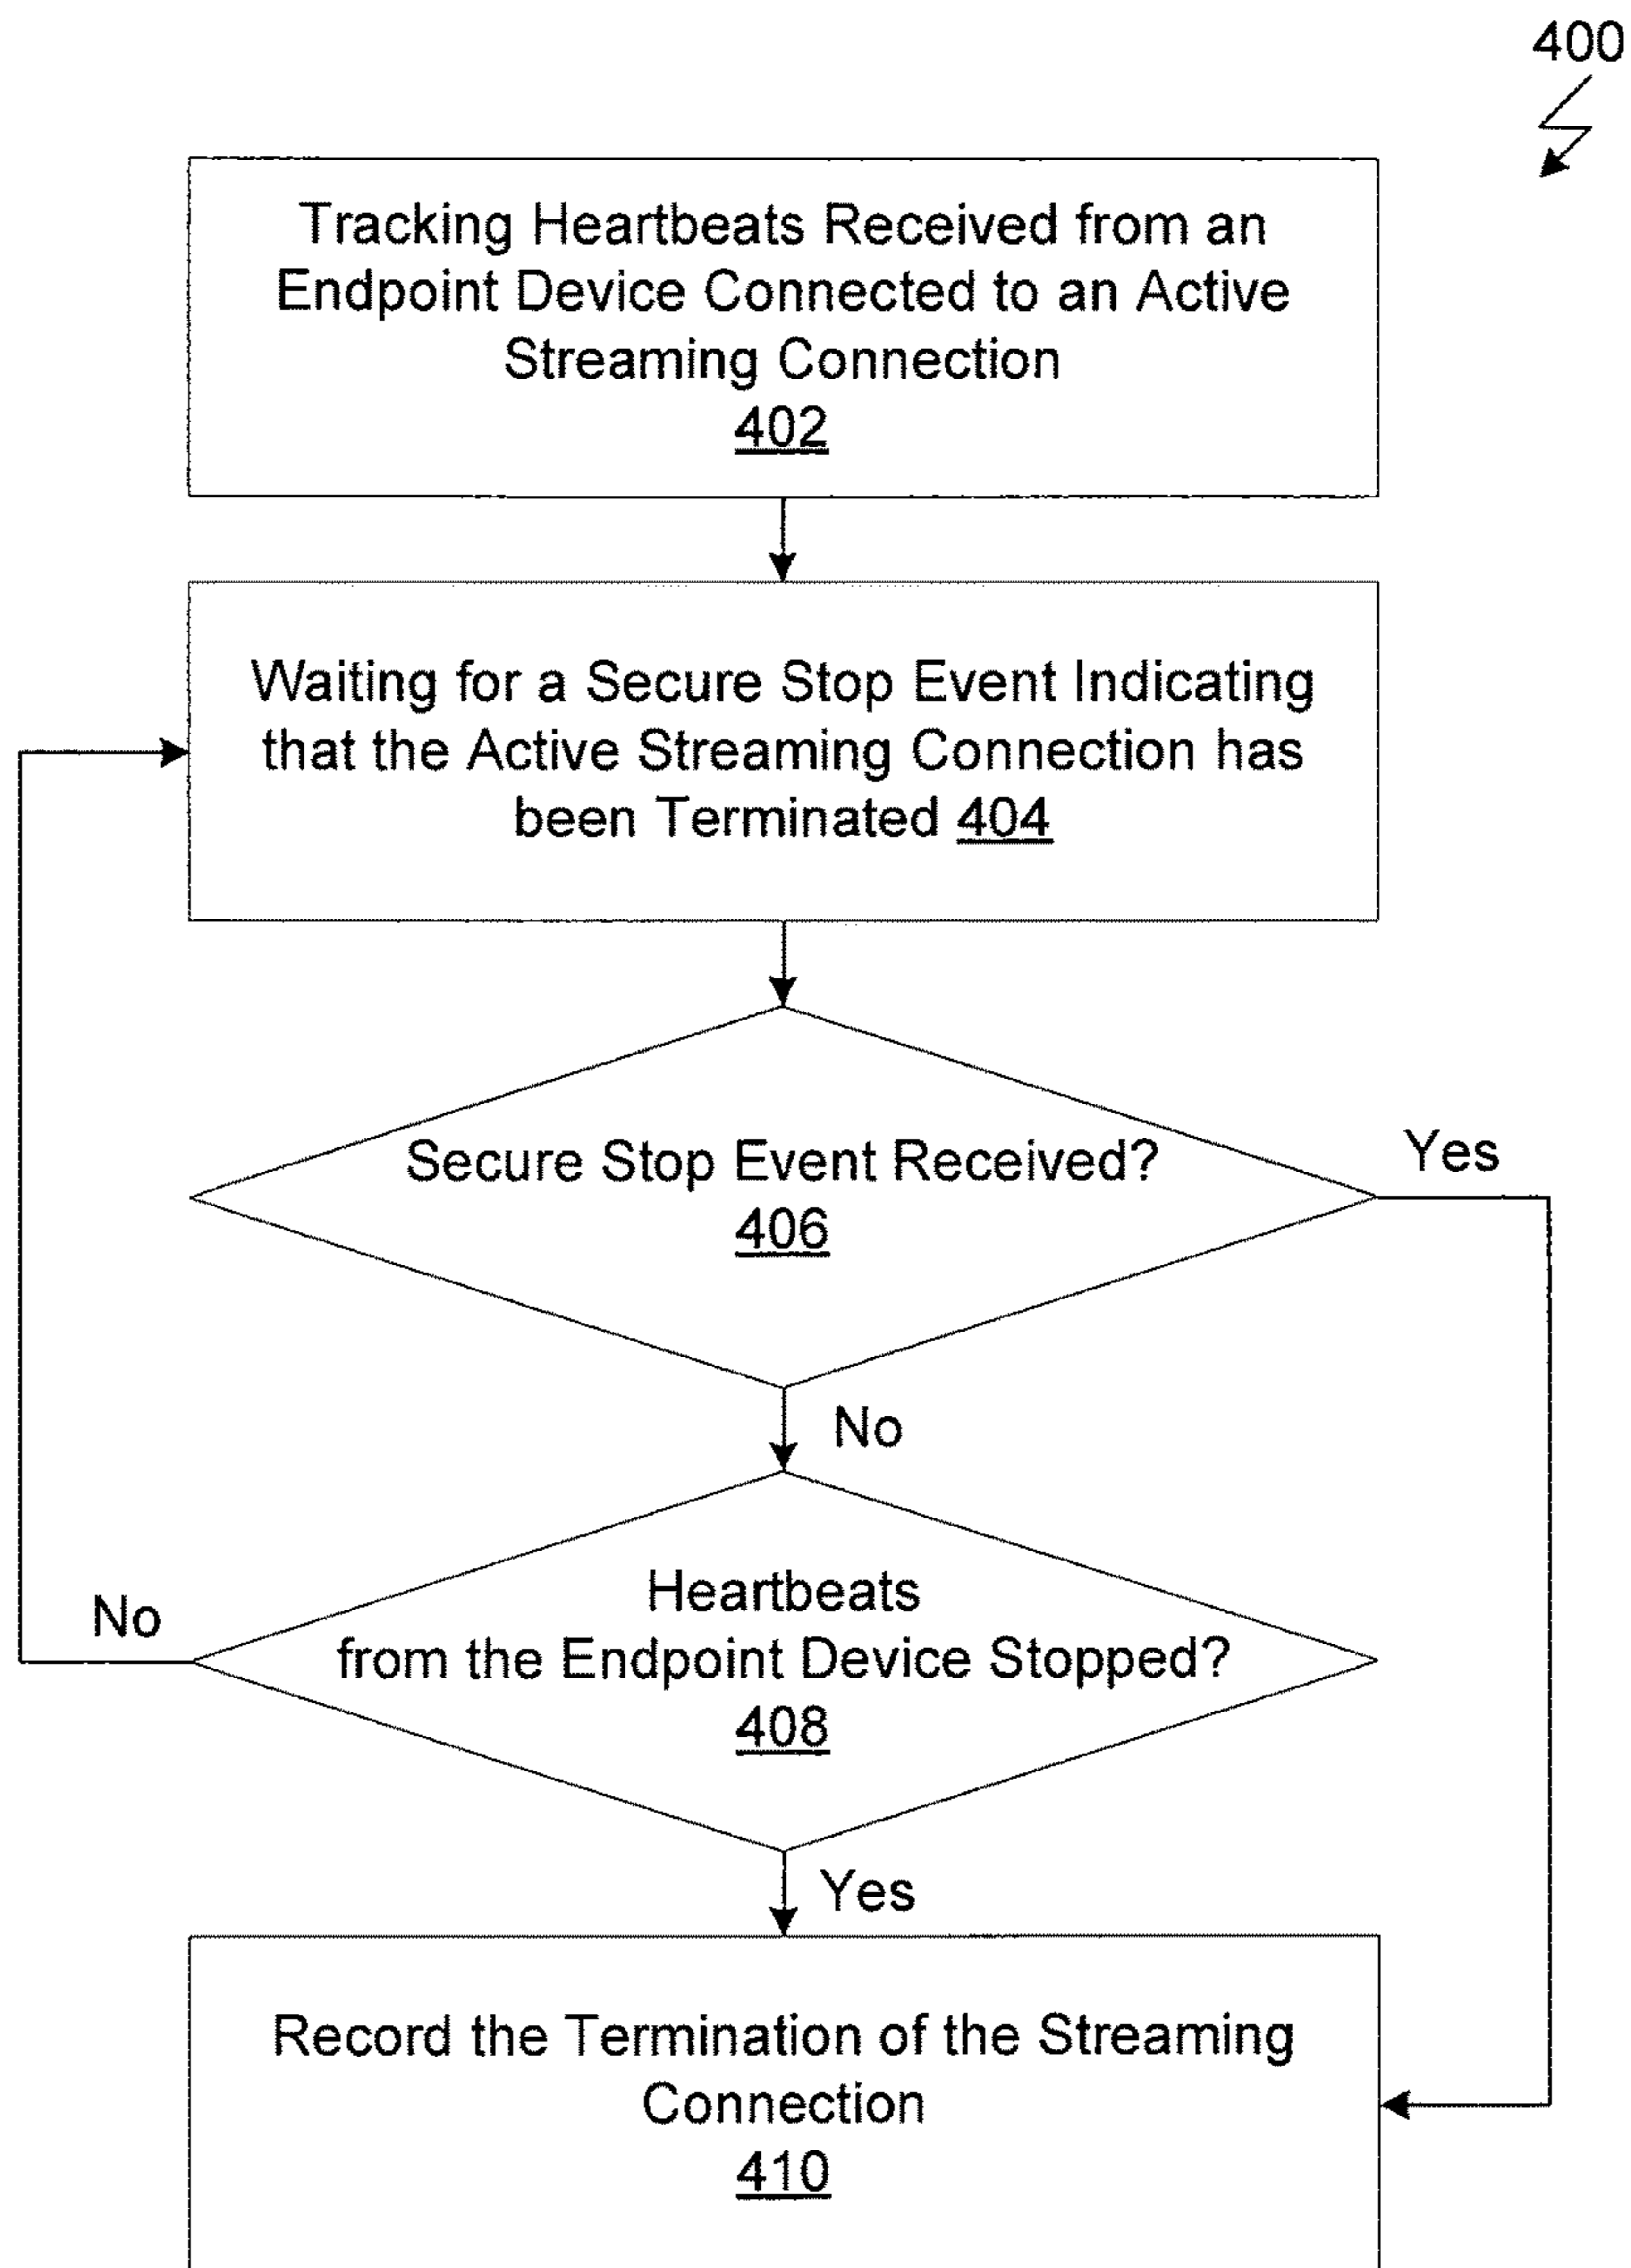 400
Tracking Heartbeats Received from an
Endpoint Device Connected to an Active
Streaming Connection
402
Waiting for a Secure Stop Event Indicating
that the Active Streaming Connection has
been Terminated 404
Secure Stop Event Received?
406
Yes
No
Heartbeats
from the Endpoint Device Stopped?
408
No
Yes
Record the Termination of the Streaming
Connection
410